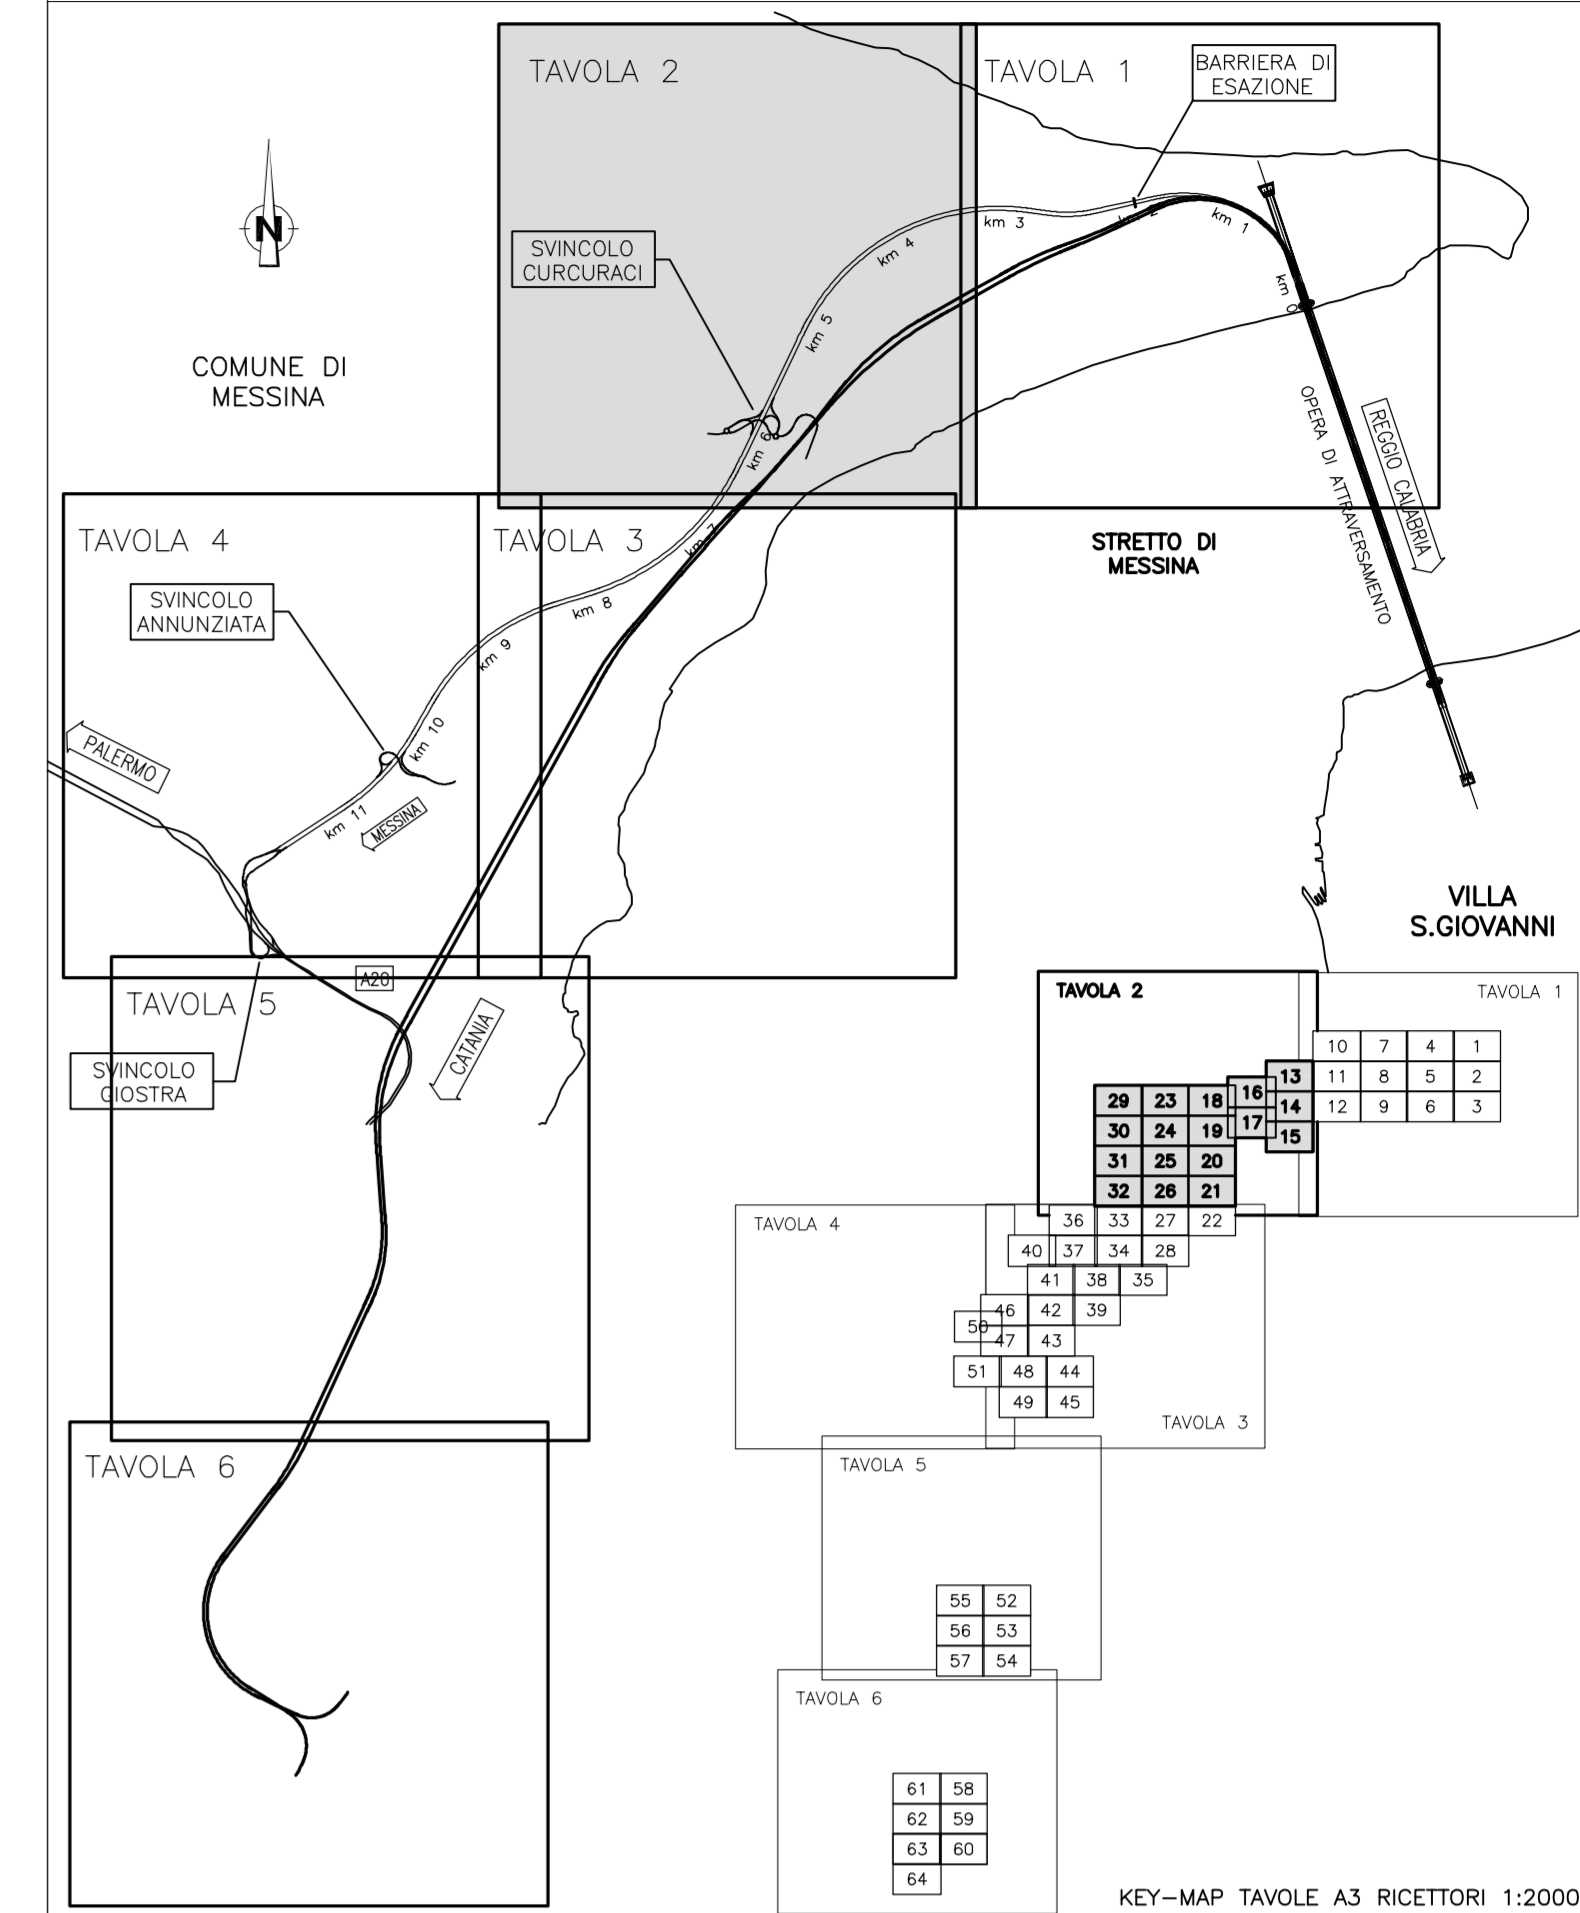 TAVOLA 2
TAVOLA 1
BARRIERA DI
ESAZIONE
N
SVINCOLO
CURCURACI
COMUNE DI
MESSINA
km 0
km 1
km 2
km 3
km 4
km 5
km 6
km 7
km 8
km 9
km 10
km 11
OPERA DI ATTRAVERSAMENTO
REGGIO CALABRIA
STRETTO DI
MESSINA
TAVOLA 4
TAVOLA 3
SVINCOLO
ANNUNZIATA
PALERMO
MESSINA
VILLA
S.GIOVANNI
A20
TAVOLA 5
CATANIA
SVINCOLO
GIOSTRA
TAVOLA 6
TAVOLA 2
TAVOLA 1
10 7 4 1
13 11 8 5 2
14 12 9 6 3
15
16
17
29 23 18
30 24 19
31 25 20
32 26 21
TAVOLA 4
36 33 27 22
40 37 34 28
41 38 35
46 42 39
50
47 43
51 48 44
49 45
TAVOLA 3
TAVOLA 5
55 52
56 53
57 54
TAVOLA 6
61 58
62 59
63 60
64
KEY-MAP TAVOLE A3 RICETTORI 1:2000